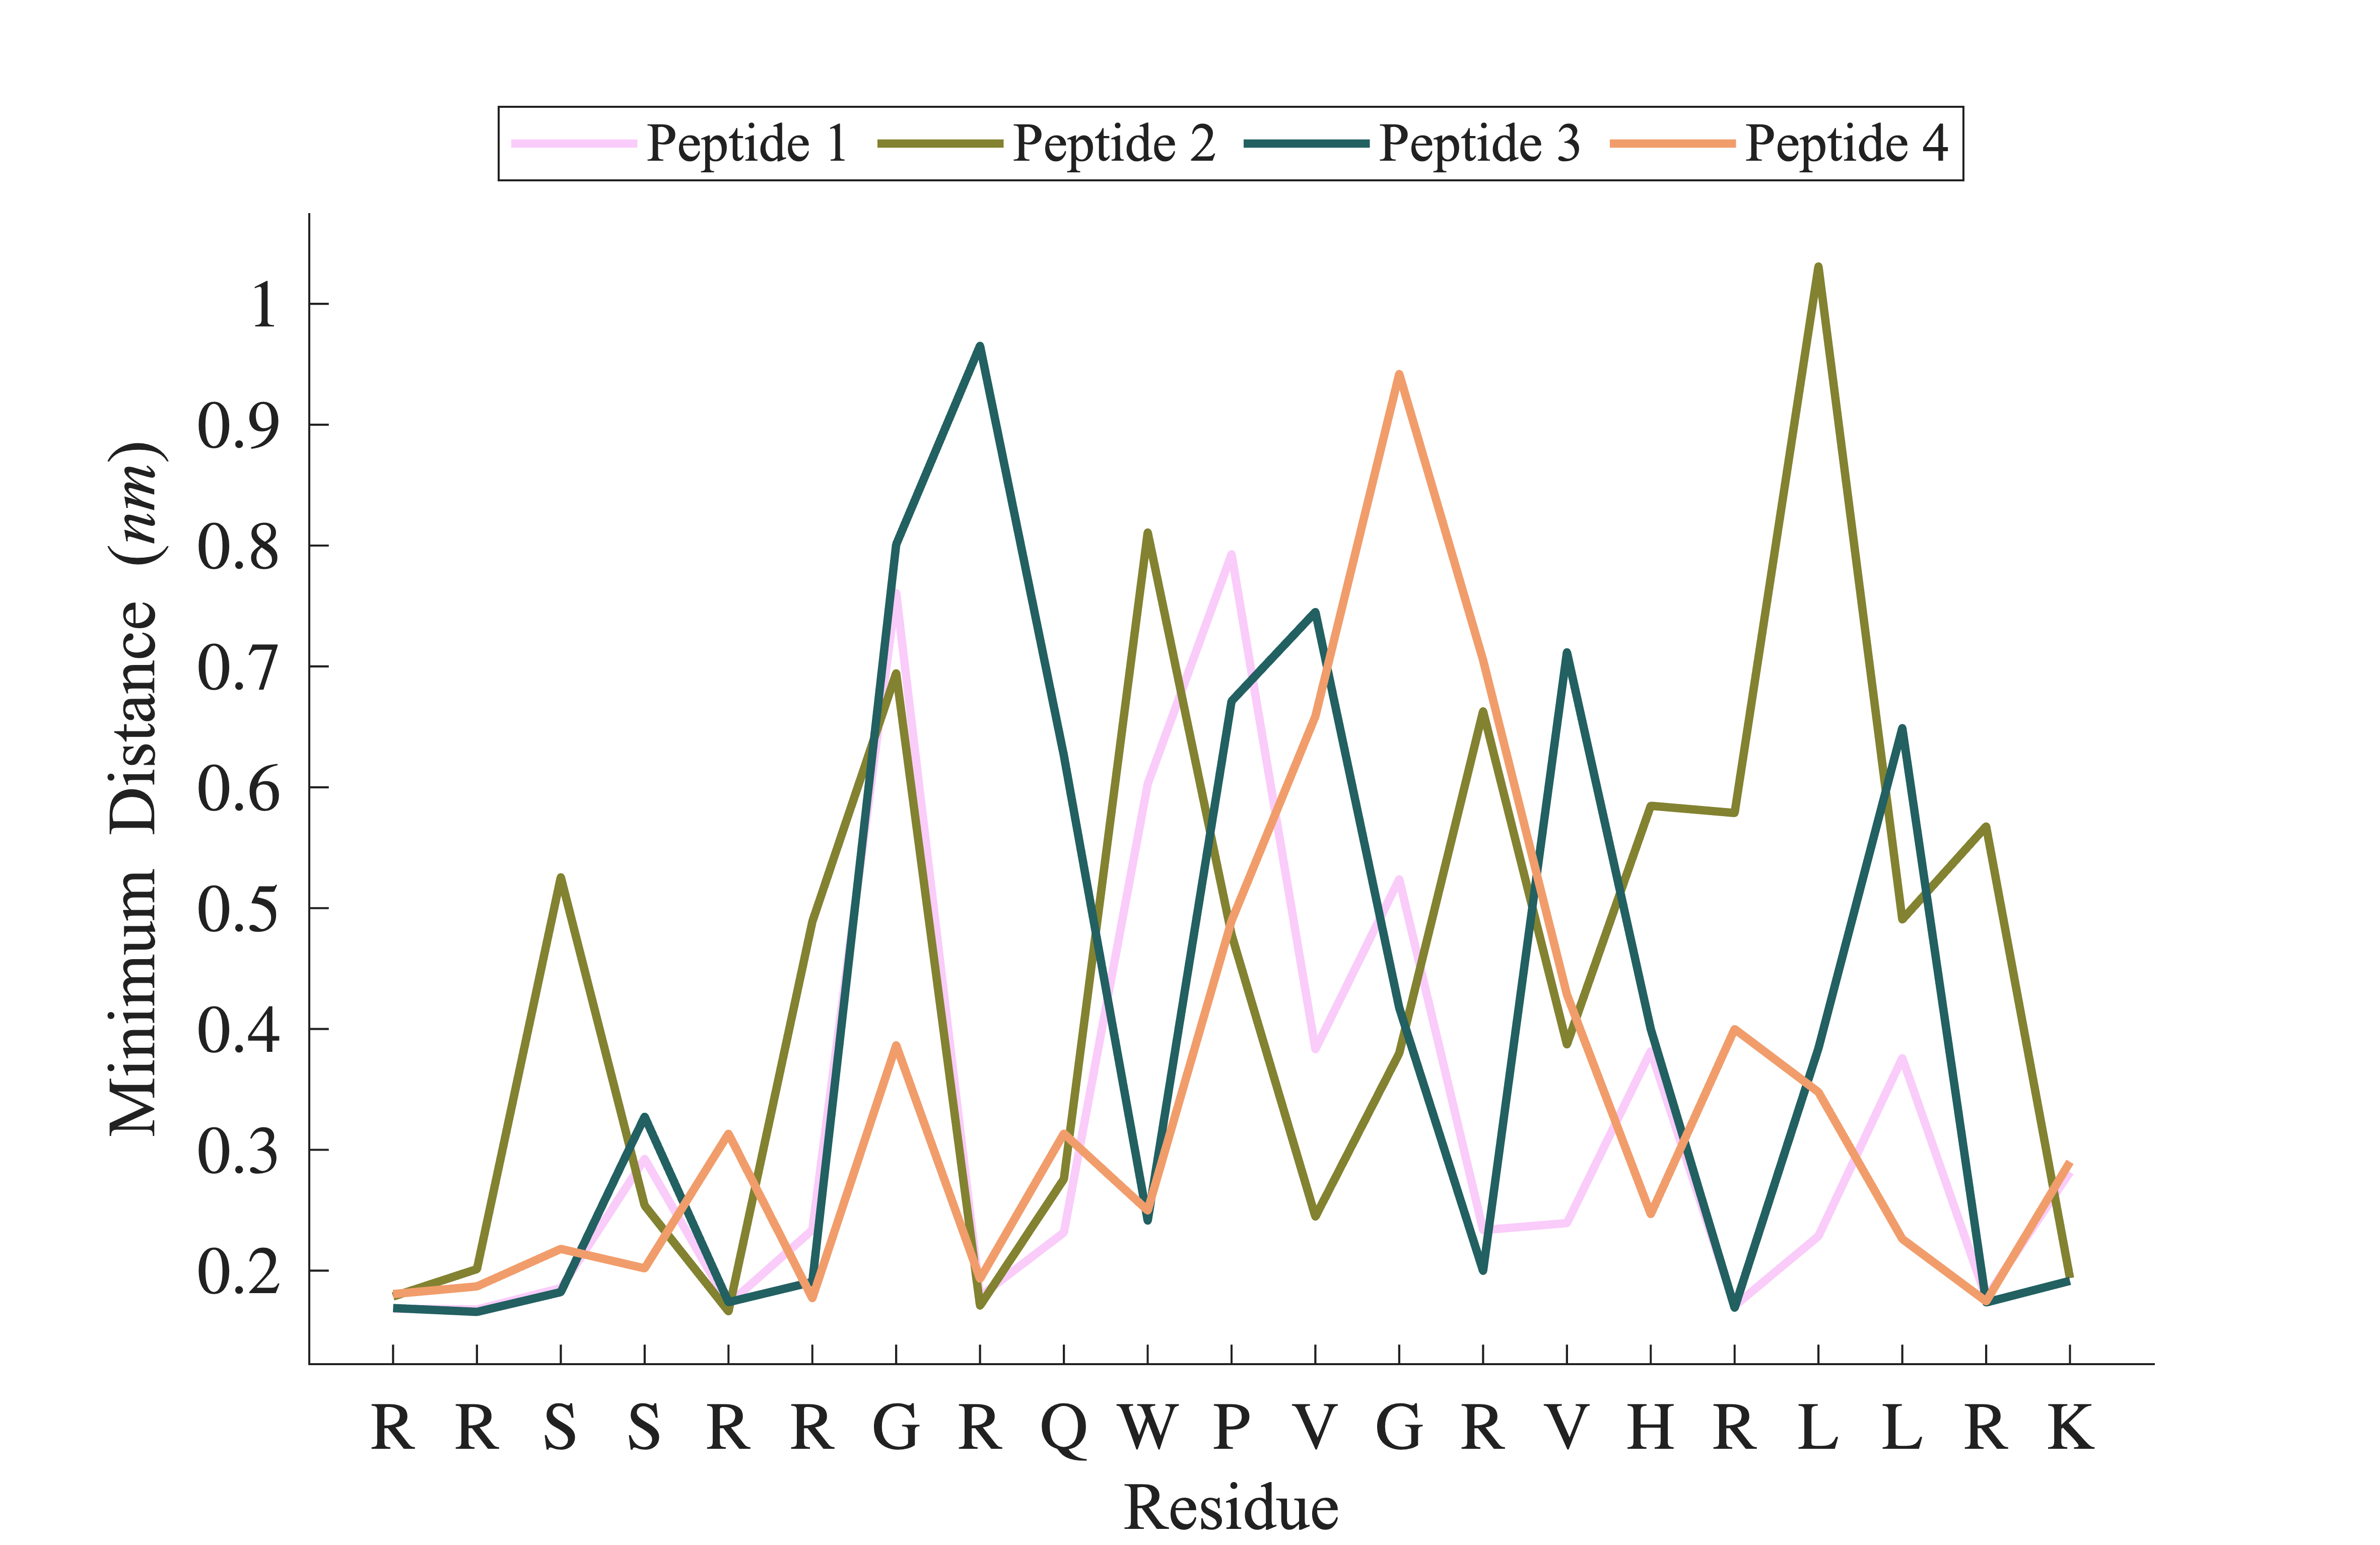 Peptide 1 Peptide 2 Peptide 3 Peptide 4
1
0.9
0.8
0.7
0.6
0.5
0.4
0.3
0.2
Minimum Distance (nm)
R R S S R R G R Q W P V G R V H R L L R K
Residue